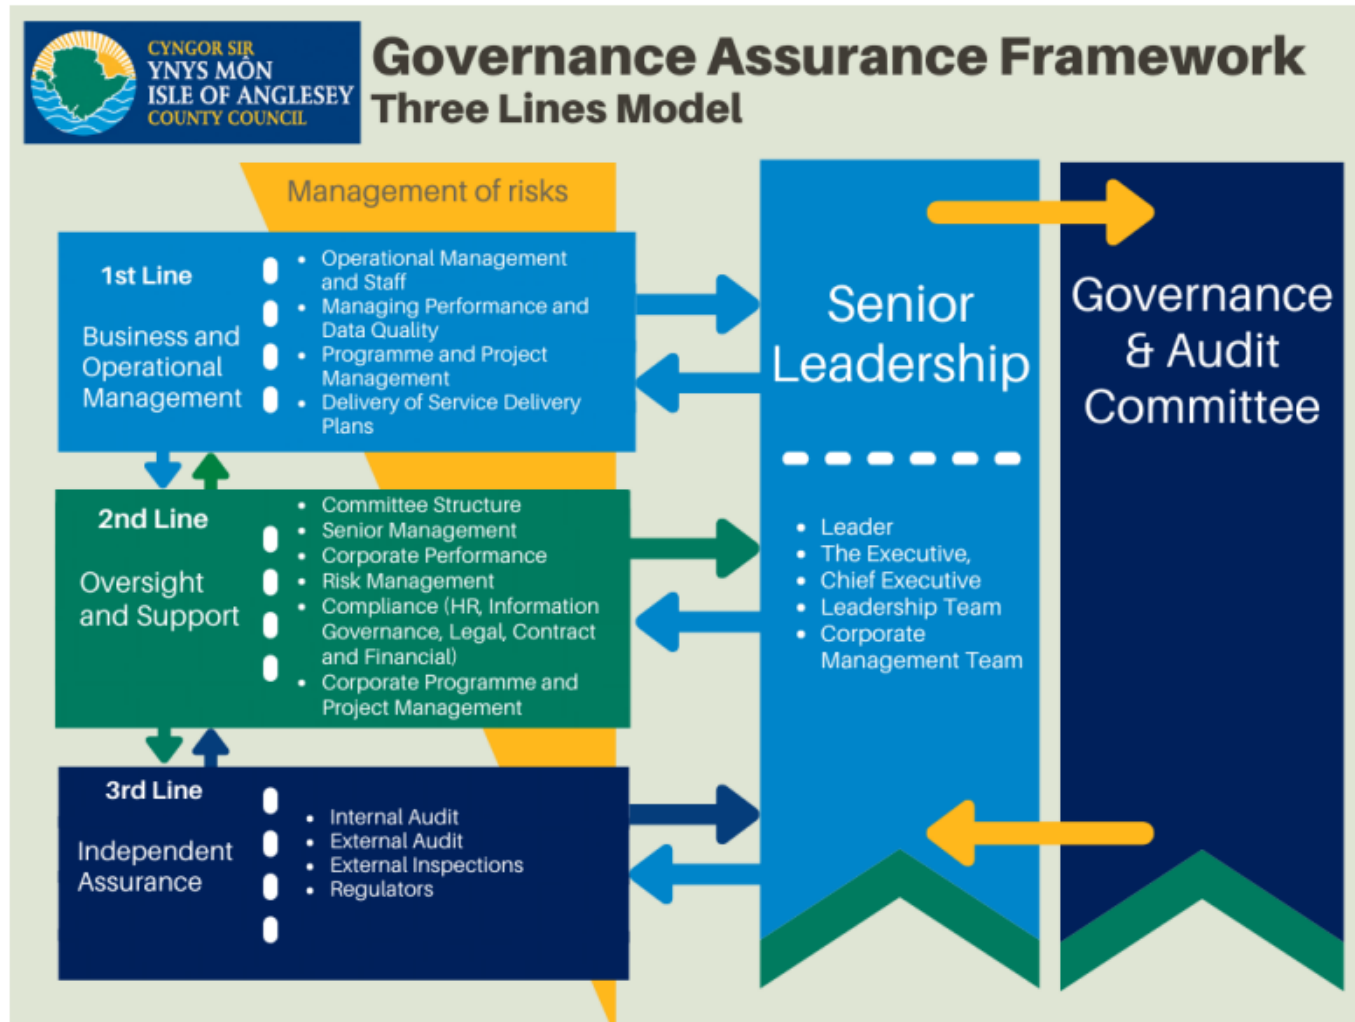 CYNGOR SIR
YNYS MÔN
ISLE OF ANGLESEY
COUNTY COUNCIL
Governance Assurance Framework
Three Lines Model
Management of risks
1st Line
Business and
Operational
Management
• Operational Management
and Staff
• Managing Performance and
Data Quality
• Programme and Project
Management
• Delivery of Service Delivery
Plans
2nd Line
Oversight
and Support
• Committee Structure
• Senior Management
• Corporate Performance
• Risk Management
• Compliance (HR, Information
Governance, Legal, Contract
and Financial)
• Corporate Programme and
Project Management
3rd Line
Independent
Assurance
• Internal Audit
• External Audit
• External Inspections
• Regulators
Senior
Leadership
• Leader
• The Executive,
• Chief Executive
• Leadership Team
• Corporate
Management Team
Governance
& Audit
Committee